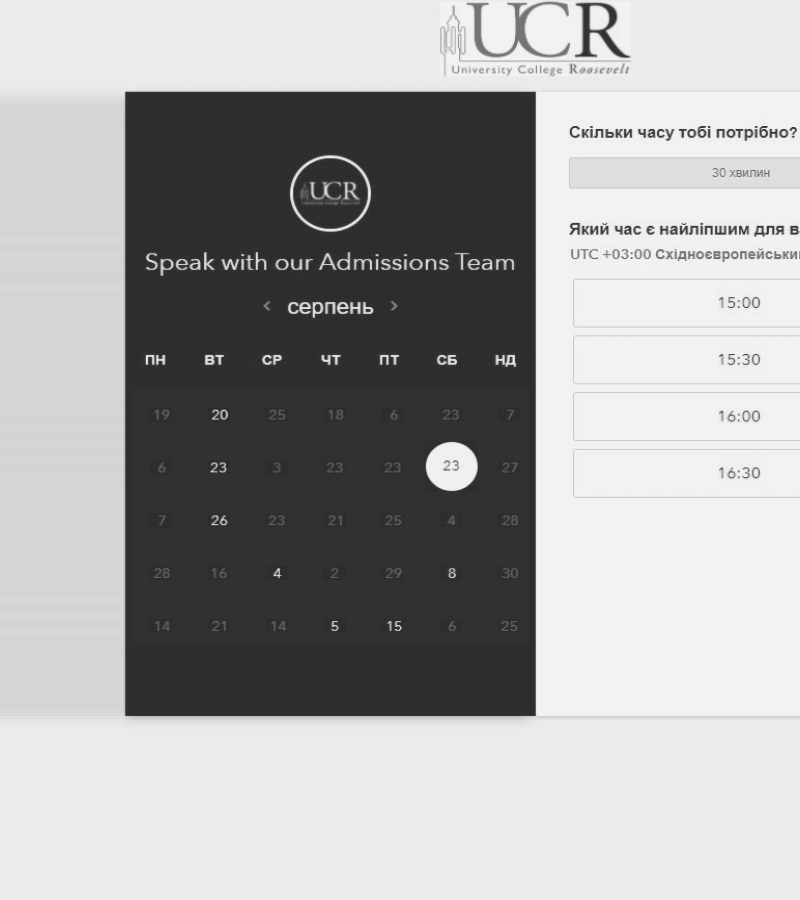 UCR
University College Roosevelt
UCR
Speak with our Admissions Team
< серпень >
ПН ВТ СР ЧТ ПТ СБ НД
19 20 25 18 6 23 7
6 23 3 23 23 23 27
7 26 23 21 25 4 28
28 16 4 2 29 8 30
14 21 14 5 15 6 25
Скільки часу тобі потрібно?
30 хвилин
Який час є найліпшим для в
UTC +03:00 Східноєвропейськи
15:00
15:30
16:00
16:30